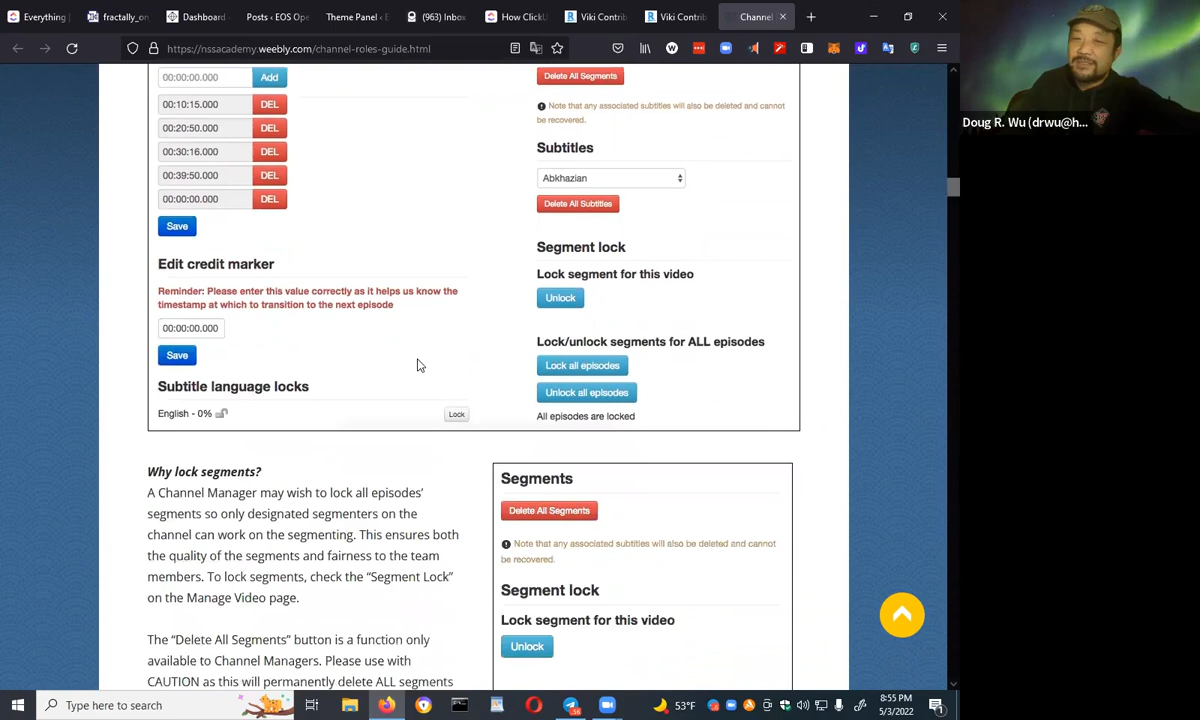 Everything
fractally_on
Dashboard
Posts ‹ EOS Ope
Theme Panel ‹ E
(963) Inbox
How ClickU
Viki Contrib
Viki Contrib
Channel
https://nssacademy.weebly.com/channel-roles-guide.html
Doug R. Wu (drwu@h...
00:00:00.000 Add
00:10:15.000 DEL
00:20:50.000 DEL
00:30:16.000 DEL
00:39:50.000 DEL
00:00:00.000 DEL
Save
Edit credit marker
Reminder: Please enter this value correctly as it helps us know the
timestamp at which to transition to the next episode
00:00:00.000
Save
Subtitle language locks
English - 0%
Lock
Delete All Segments
Note that any associated subtities will also be deleted and cannot
be recovered.
Subtitles
Abkhazian
Delete All Subtitles
Segment lock
Lock segment for this video
Unlock
Lock/unlock segments for ALL episodes
Lock all episodes
Unlock all episodes
All episodes are locked
Why lock segments?
A Channel Manager may wish to lock all episodes’
segments so only designated segmenters on the
channel can work on the segmenting. This ensures both
the quality of the segments and fairness to the team
members. To lock segments, check the “Segment Lock”
on the Manage Video page.
The “Delete All Segments” button is a function only
available to Channel Managers. Please use with
CAUTION as this will permanently delete ALL segments
Segments
Delete All Segments
Note that any associated subtities will also be deleted and cannot
be recovered.
Segment lock
Lock segment for this video
Unlock
Type here to search
53°F
8:55 PM
5/3/2022